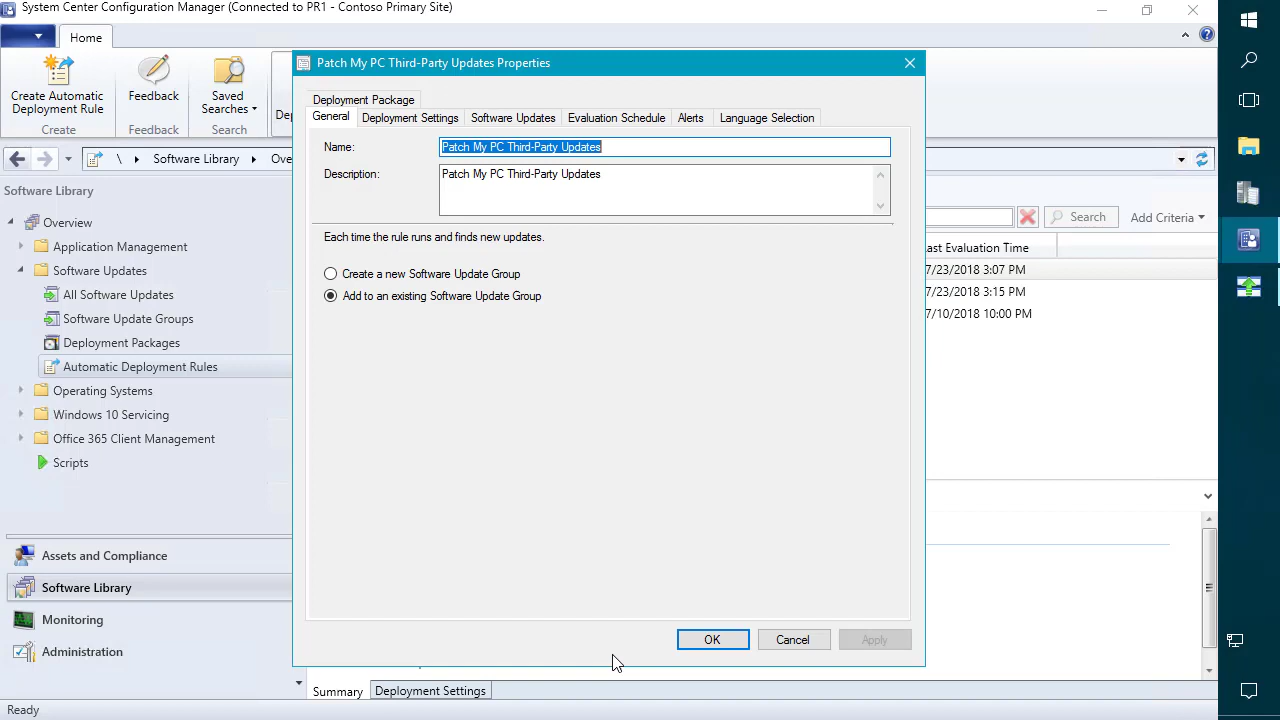 System Center Configuration Manager (Connected to PR1 - Contoso Primary Site)
Home
Create Automatic
Deployment Rule
Create
Feedback
Feedback
Saved
Searches
Search
\ Software Library
Software Library
Overview
Application Management
Software Updates
All Software Updates
Software Update Groups
Deployment Packages
Automatic Deployment Rules
Operating Systems
Windows 10 Servicing
Office 365 Client Management
Scripts
Assets and Compliance
Software Library
Monitoring
Administration
Ready
Patch My PC Third-Party Updates Properties
Deployment Package
General Deployment Settings Software Updates Evaluation Schedule Alerts Language Selection
Name: Patch My PC Third-Party Updates
Description: Patch My PC Third-Party Updates
Each time the rule runs and finds new updates.
Create a new Software Update Group
Add to an existing Software Update Group
OK Cancel Apply
Search Add Criteria
Last Evaluation Time
7/23/2018 3:07 PM
7/23/2018 3:15 PM
7/10/2018 10:00 PM
Summary Deployment Settings